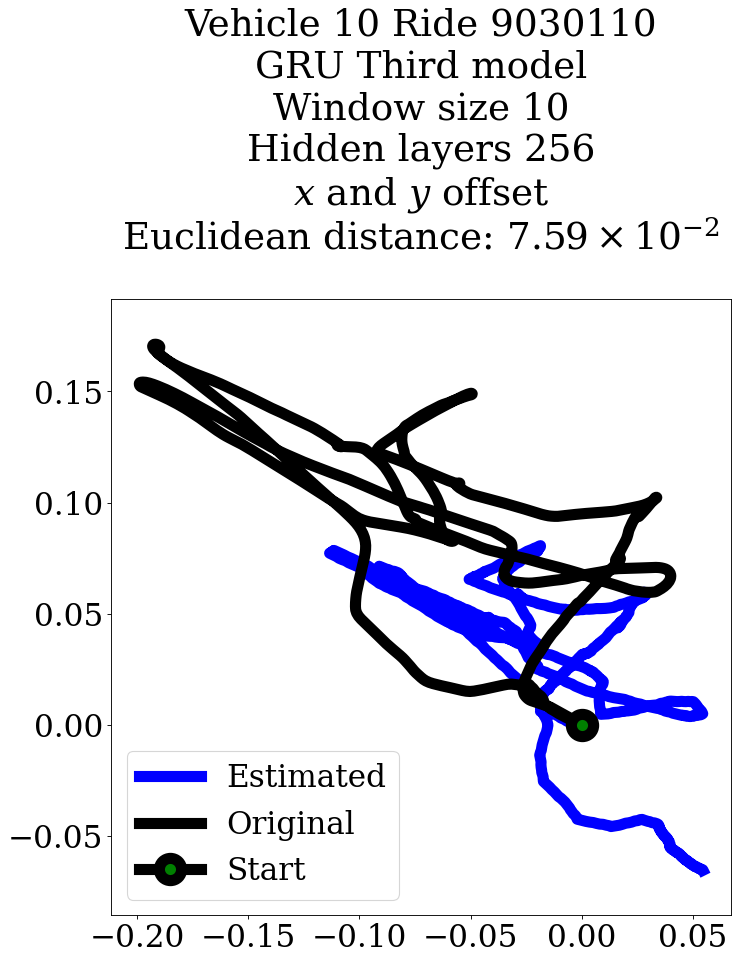 Vehicle 10 Ride 9030110
GRU Third model
Window size 10
Hidden layers 256
x and y offset
Euclidean distance: 7.59 × 10⁻²
0.15
0.10
0.05
0.00
−0.05
Estimated
Original
Start
−0.20 −0.15 −0.10 −0.05 0.00 0.05